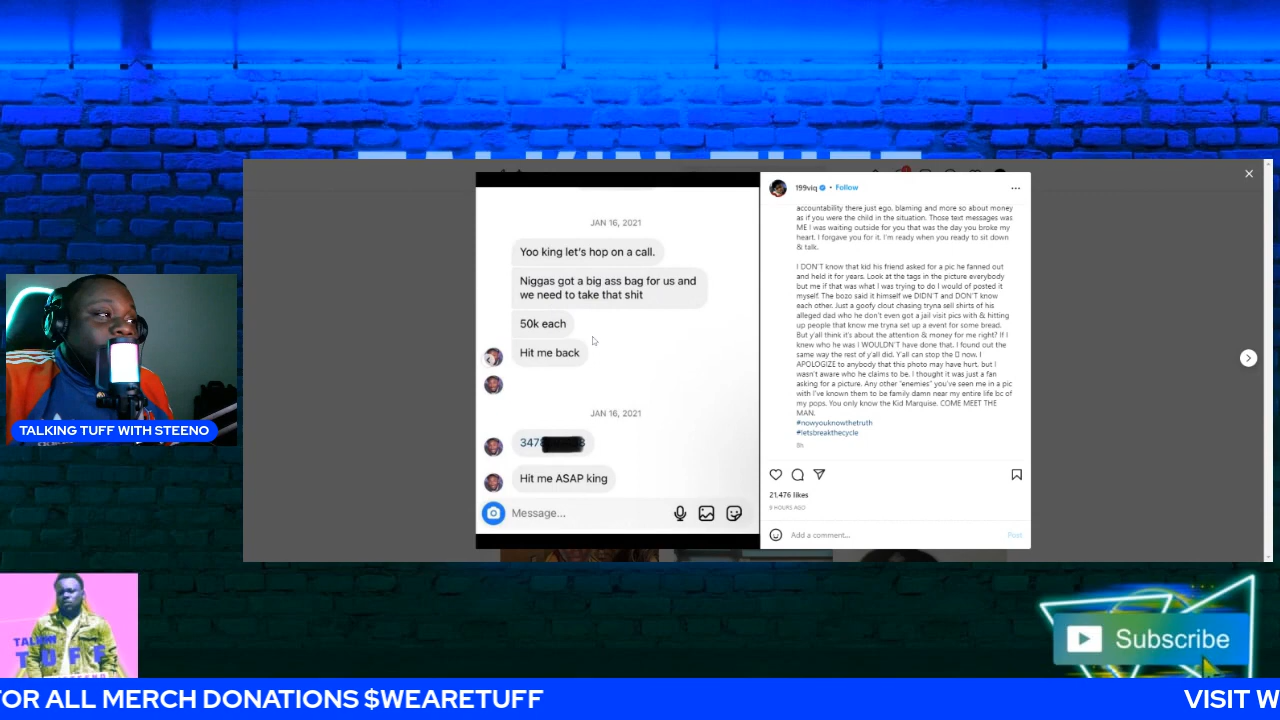 199viq • Follow
JAN 16, 2021
Yoo king let's hop on a call.
Niggas got a big ass bag for us and
we need to take that shit
50k each
Hit me back
JAN 16, 2021
Hit me ASAP king
Message...
accountability there just ego, blaming and more so about money
as if you were the child in the situation. Those text messages was
ME I was waiting outside for you that was the day you broke my
heart. I forgave you for it. I'm ready when you ready to sit down
& talk.
I DON'T know that kid his friend asked for a pic he fanned out
and held it for years. Look at the tags in the picture everybody
but me if that was what I was trying to do I would of posted it
myself. The bozo said it himself we DIDN'T and DON'T know
each other. Just a goofy clout chasing tryna sell shirts of his
alleged dad who he don't even got a jail visit pics with & hitting
up people that know me tryna set up a event for some bread.
But y'all think it's about the attention & money for me right? If I
knew who he was I WOULDN'T have done that. I found out the
same way the rest of y'all did. Y'all can stop the now. I
APOLOGIZE to anybody that this photo may have hurt, but I
wasn't aware who he claims to be. I thought it was just a fan
asking for a picture. Any other "enemies" you've seen me in a pic
with I've known them to be family damn near my entire life bc of
my pops. You only know the Kid Marquise. COME MEET THE
MAN.
#nowyouknowthetruth
#letsbreakthecycle
21,476 likes
HOURS AGO
Add a comment...
Post
TALKING TUFF WITH STEENO
TUFF
Subscribe
FOR ALL MERCH DONATIONS $WEARETUFF
VISIT W